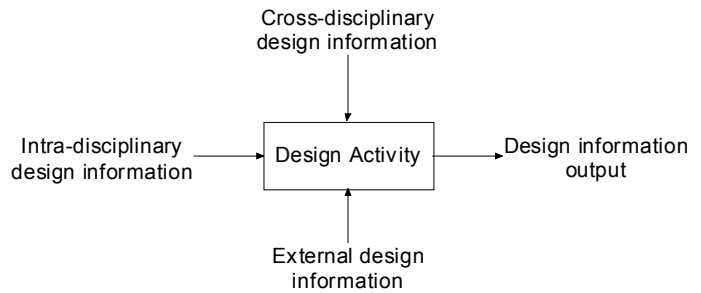 Cross-disciplinary
design information
Intra-disciplinary
design information
Design Activity
Design information
output
External design
information